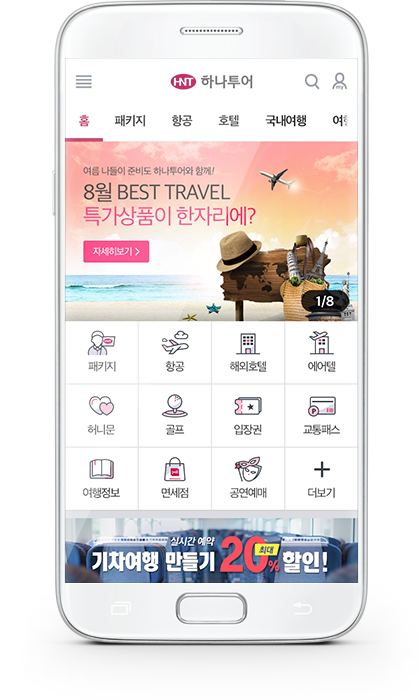 HNT 하나투어
홈 패키지 항공 호텔 국내여행
여름 나들이 준비도 하나투어와 함께!
8월 BEST TRAVEL
특가상품이 한자리에?
자세히보기 >
1/8
패키지 항공 해외호텔 에어텔
허니문 골프 입장권 교통패스
여행정보 면세점 공연예매 더보기
실시간 예약
기차여행 만들기 최대 20% 할인!